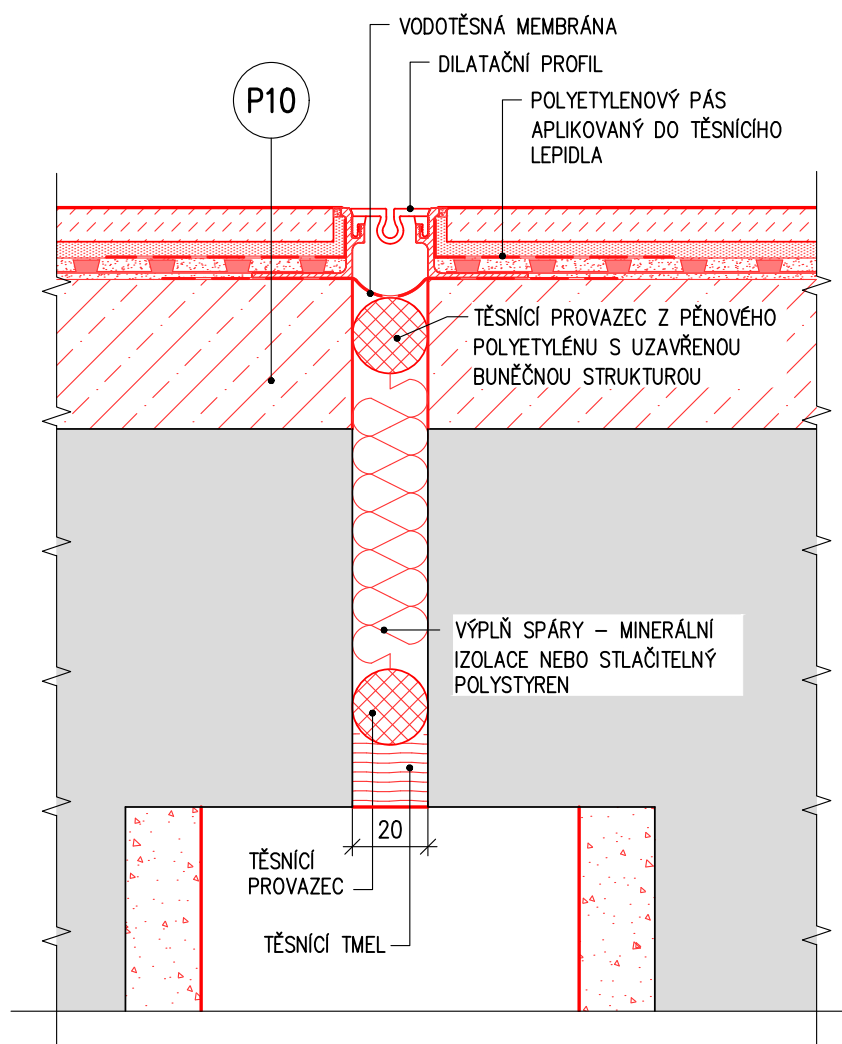 VODOTĚSNÁ MEMBRÁNA
DILATAČNÍ PROFIL
P10
POLYETYLENOVÝ PÁS
APLIKOVANÝ DO TĚSNÍCÍHO
LEPIDLA
TĚSNÍCÍ PROVAZEC Z PĚNOVÉHO
POLYETYLÉNU S UZAVŘENOU
BUNĚČNOU STRUKTUROU
VÝPLŇ SPÁRY – MINERÁLNÍ
IZOLACE NEBO STLAČITELNÝ
POLYSTYREN
20
TĚSNÍCÍ
PROVAZEC
TĚSNÍCÍ TMEL